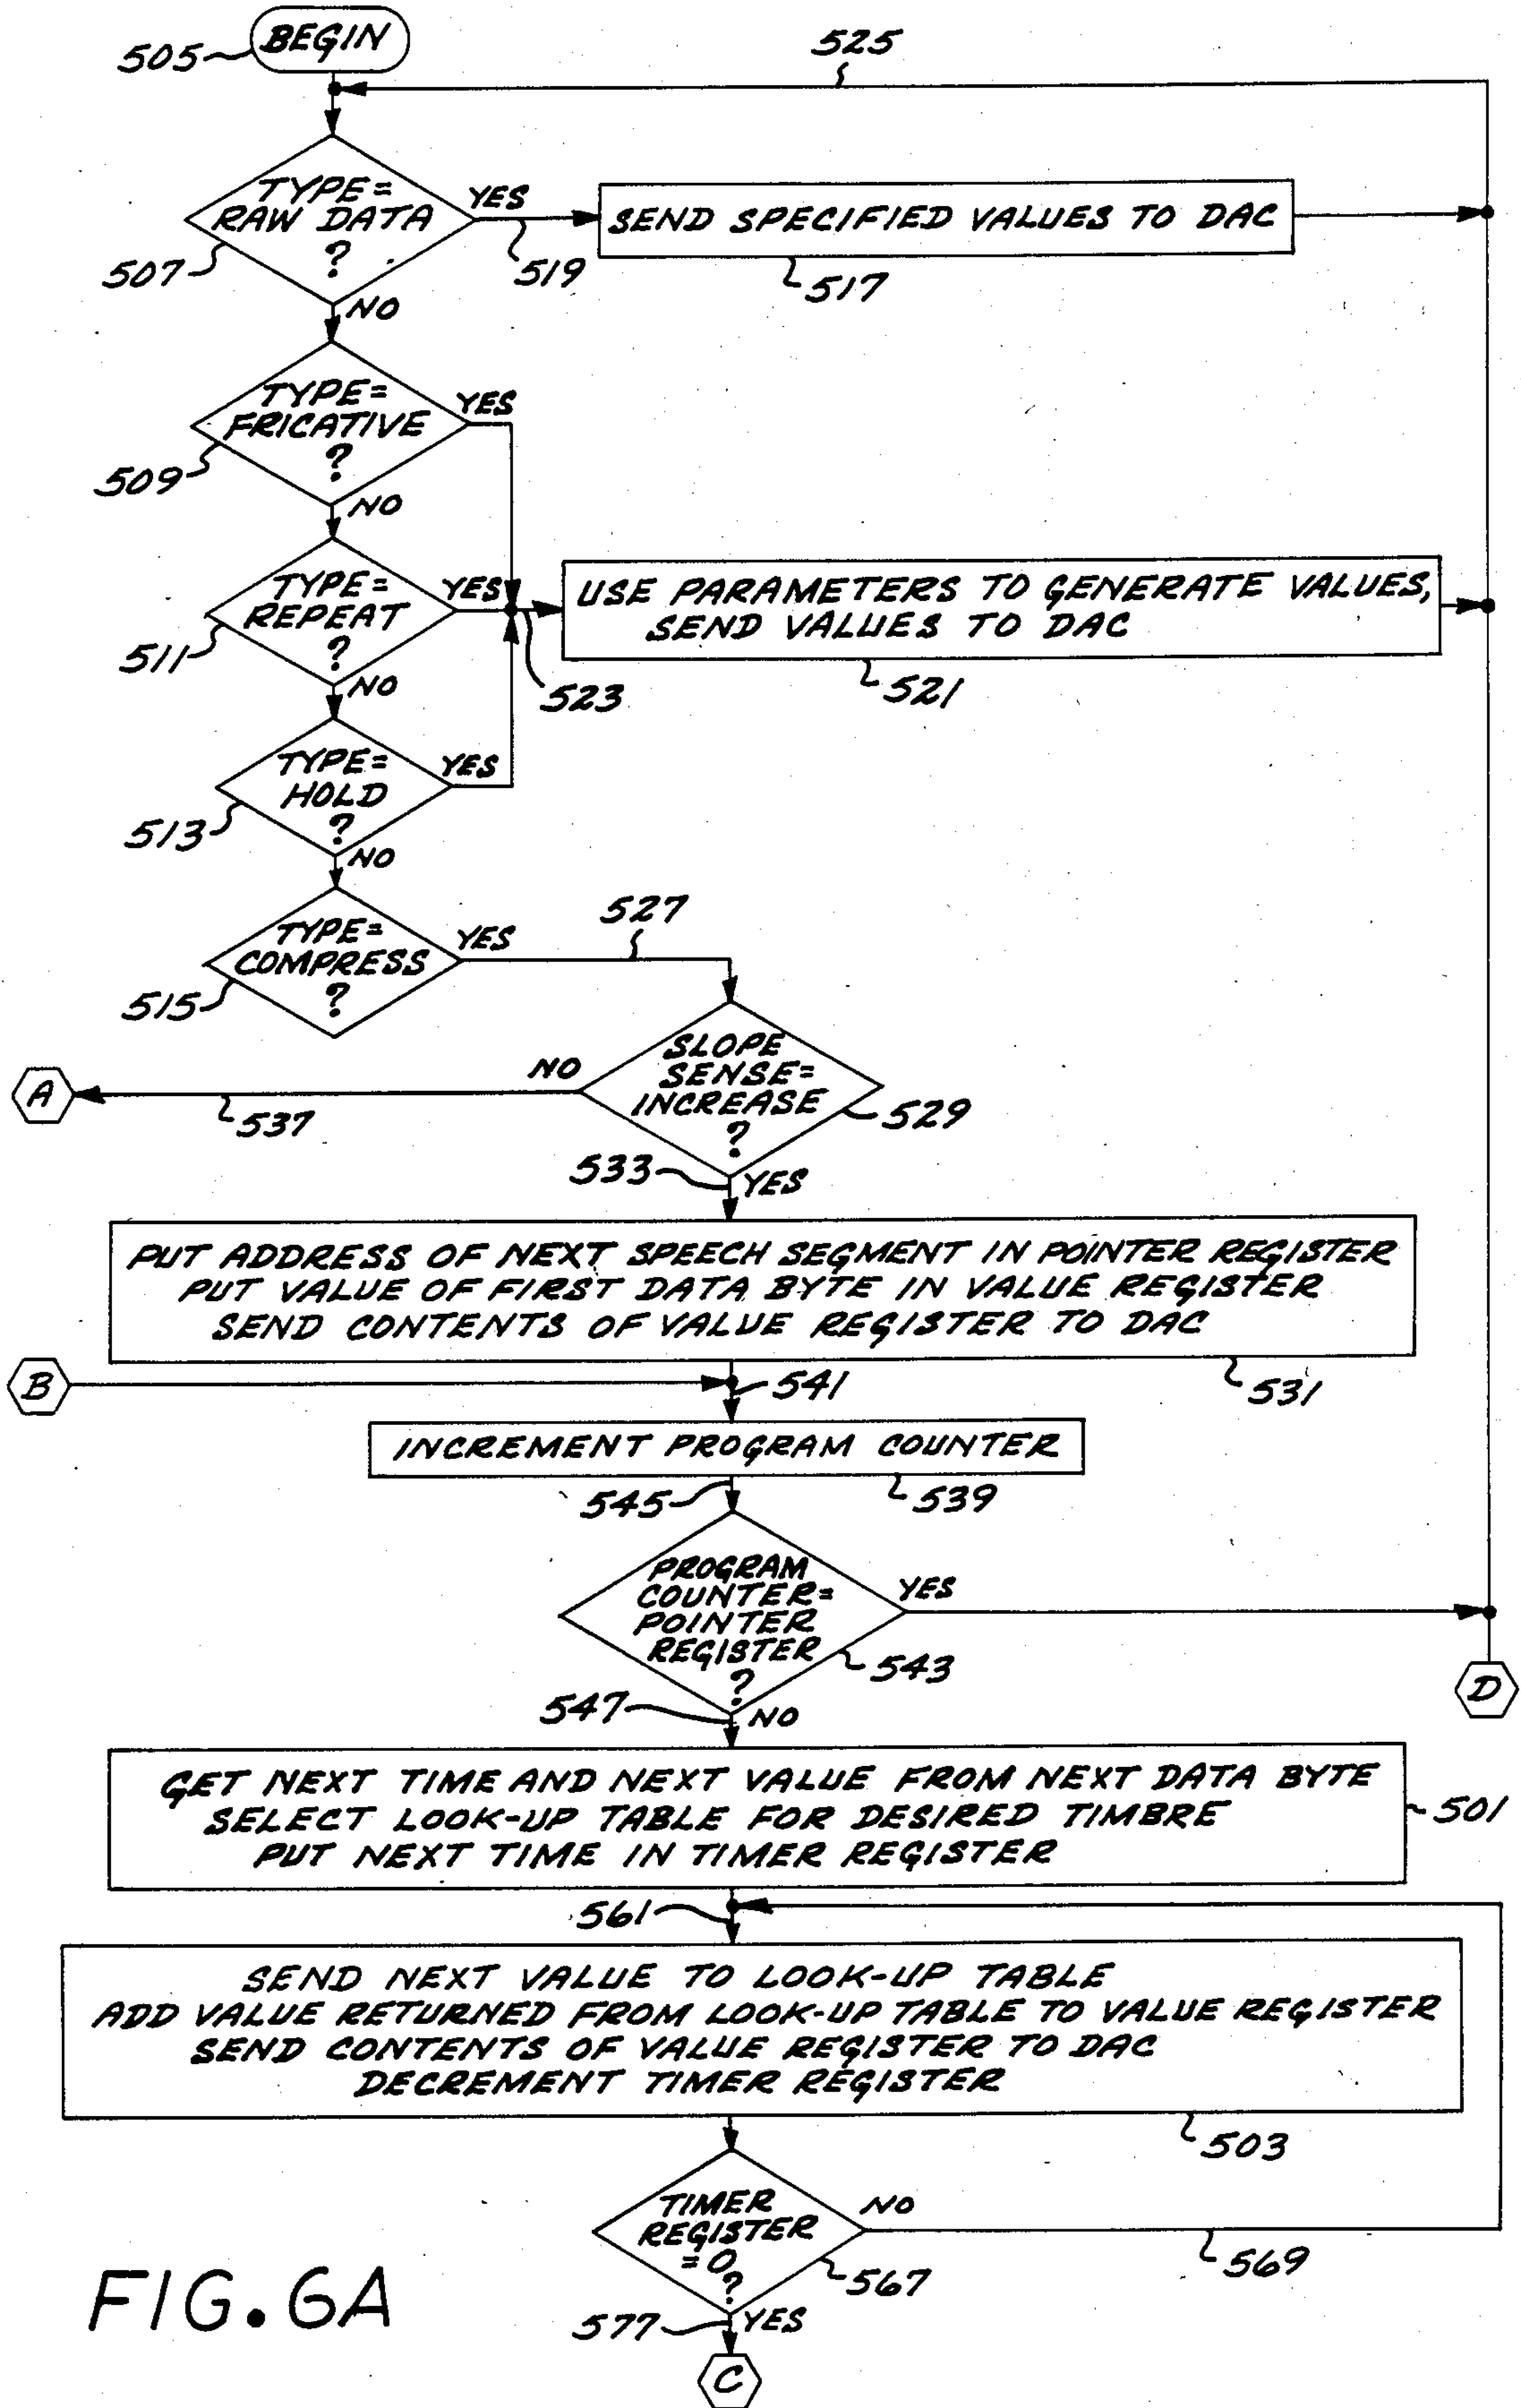 505
BEGIN
525
TYPE=
RAW DATA
?
YES
507
519
SEND SPECIFIED VALUES TO DAC
517
NO
TYPE=
FRICATIVE
?
YES
509
NO
TYPE=
REPEAT
?
YES
511
523
USE PARAMETERS TO GENERATE VALUES,
SEND VALUES TO DAC
521
NO
TYPE=
HOLD
?
YES
513
NO
TYPE=
COMPRESS
?
YES
527
515
SLOPE
SENSE=
INCREASE
?
NO
529
A
537
533
YES
PUT ADDRESS OF NEXT SPEECH SEGMENT IN POINTER REGISTER
PUT VALUE OF FIRST DATA BYTE IN VALUE REGISTER
SEND CONTENTS OF VALUE REGISTER TO DAC
531
B
541
INCREMENT PROGRAM COUNTER
545
539
PROGRAM
COUNTER=
POINTER
REGISTER
?
YES
543
D
547
NO
GET NEXT TIME AND NEXT VALUE FROM NEXT DATA BYTE
SELECT LOOK-UP TABLE FOR DESIRED TIMBRE
PUT NEXT TIME IN TIMER REGISTER
501
561
SEND NEXT VALUE TO LOOK-UP TABLE
ADD VALUE RETURNED FROM LOOK-UP TABLE TO VALUE REGISTER
SEND CONTENTS OF VALUE REGISTER TO DAC
DECREMENT TIMER REGISTER
503
TIMER
REGISTER
=0
?
NO
567
569
577
YES
C
FIG. 6A